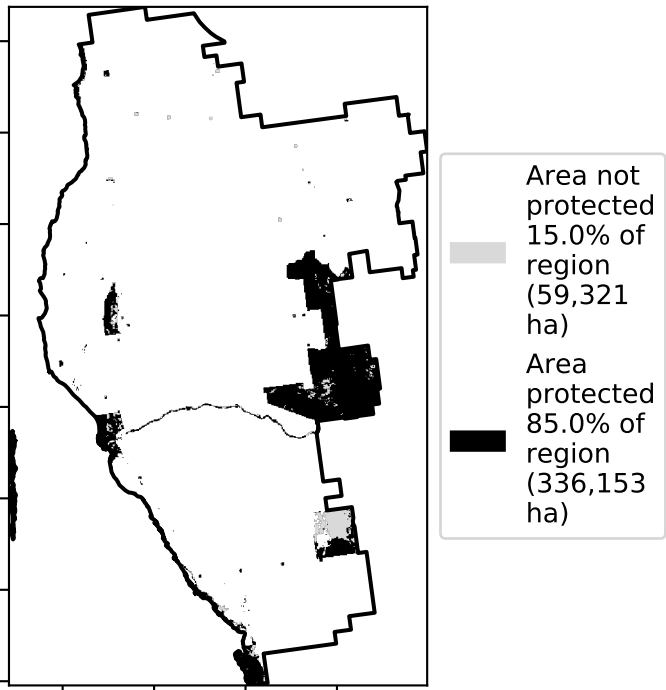 Area not
protected
15.0% of
region
(59,321
ha)
Area
protected
85.0% of
region
(336,153
ha)